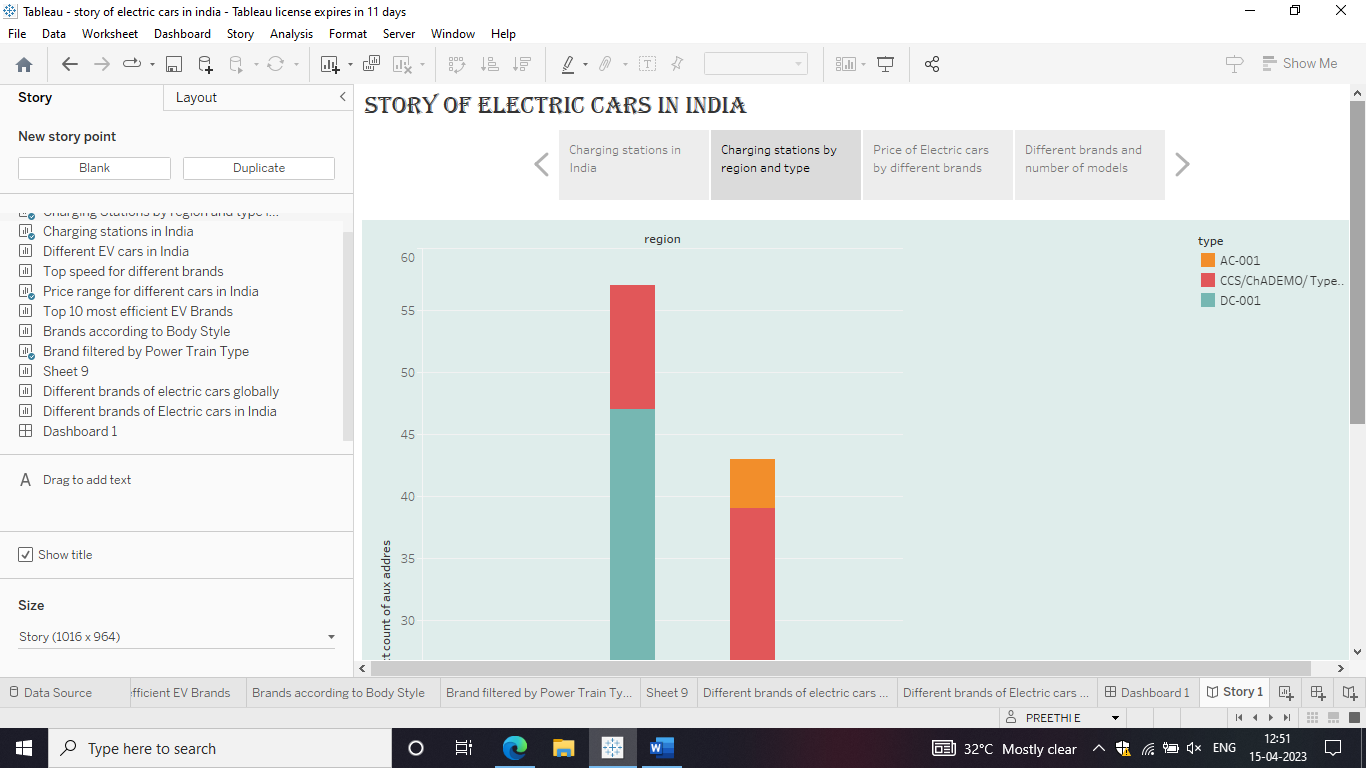 Tableau - story of electric cars in india - Tableau license expires in 11 days
File Data Worksheet Dashboard Story Analysis Format Server Window Help
Show Me
Story Layout
New story point
Blank Duplicate
Charging Stations by region and type i...
Charging stations in India
Different EV cars in India
Top speed for different brands
Price range for different cars in India
Top 10 most efficient EV Brands
Brands according to Body Style
Brand filtered by Power Train Type
Sheet 9
Different brands of electric cars globally
Different brands of Electric cars in India
Dashboard 1
A Drag to add text
Show title
Size
Story (1016 x 964)
STORY OF ELECTRIC CARS IN INDIA
Charging stations in
India
Charging stations by
region and type
Price of Electric cars
by different brands
Different brands and
number of models
region
60
55
50
45
40
35
30
count of aux addres
type
AC-001
CCS/ChADEMO/ Type..
DC-001
Data Source
efficient EV Brands
Brands according to Body Style
Brand filtered by Power Train Ty...
Sheet 9
Different brands of electric cars ...
Different brands of Electric cars ...
Dashboard 1
Story 1
PREETHI E
Type here to search
32°C Mostly clear
ENG
12:51
15-04-2023